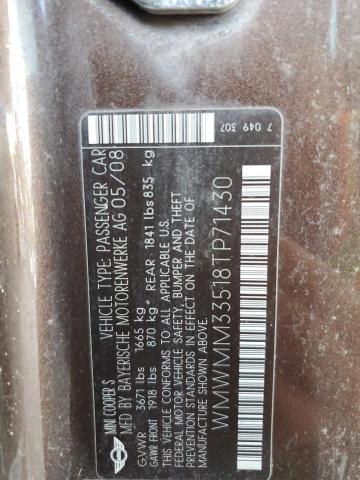 MINI COOPER S
VEHICLE TYPE: PASSENGER CAR
MFD BY BAYERISCHE MOTORENWERKE AG 05/08
GVWR 3671 lbs 1665 kg
GAWR FRONT 3918 lbs 870 kg REAR: 1841 lbs 835 kg
THIS VEHICLE CONFORMS TO ALL APPLICABLE U.S.
FEDERAL MOTOR VEHICLE SAFETY, BUMPER AND THEFT
PREVENTION STANDARDS IN EFFECT ON THE DATE OF
MANUFACTURE SHOWN ABOVE.
WMWMM33518TP71430
7 049 307